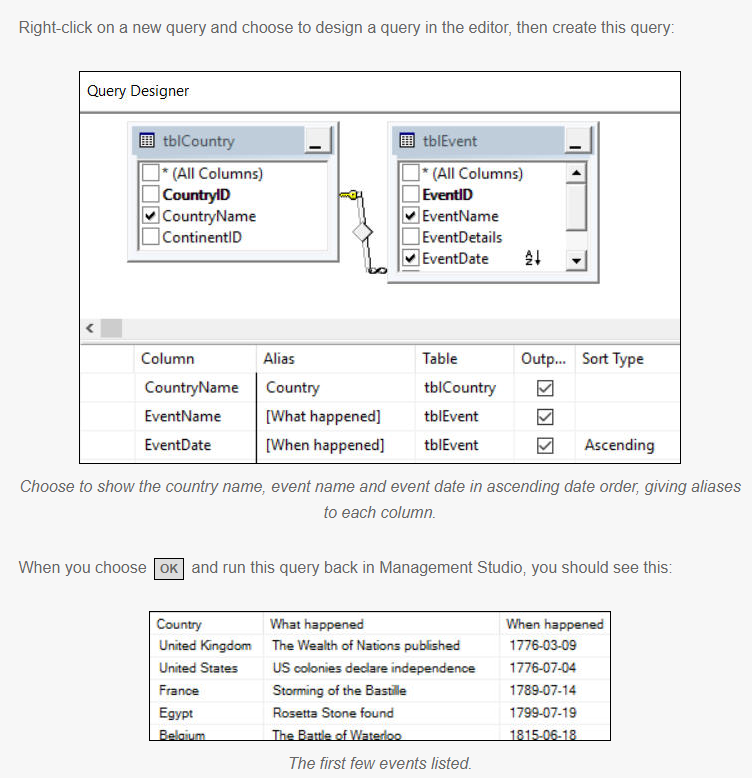 Right-click on a new query and choose to design a query in the editor, then create this query:
Query Designer
tblCountry
* (All Columns)
CountryID
CountryName
ContinentID
tblEvent
* (All Columns)
EventID
EventName
EventDetails
EventDate
Column Alias Table Outp... Sort Type
CountryName Country tblCountry
EventName [What happened] tblEvent
EventDate [When happened] tblEvent Ascending
Choose to show the country name, event name and event date in ascending date order, giving aliases
to each column.
When you choose OK and run this query back in Management Studio, you should see this:
Country What happened When happened
United Kingdom The Wealth of Nations published 1776-03-09
United States US colonies declare independence 1776-07-04
France Storming of the Bastille 1789-07-14
Egypt Rosetta Stone found 1799-07-19
Belgium The Battle of Waterloo 1815-06-18
The first few events listed.